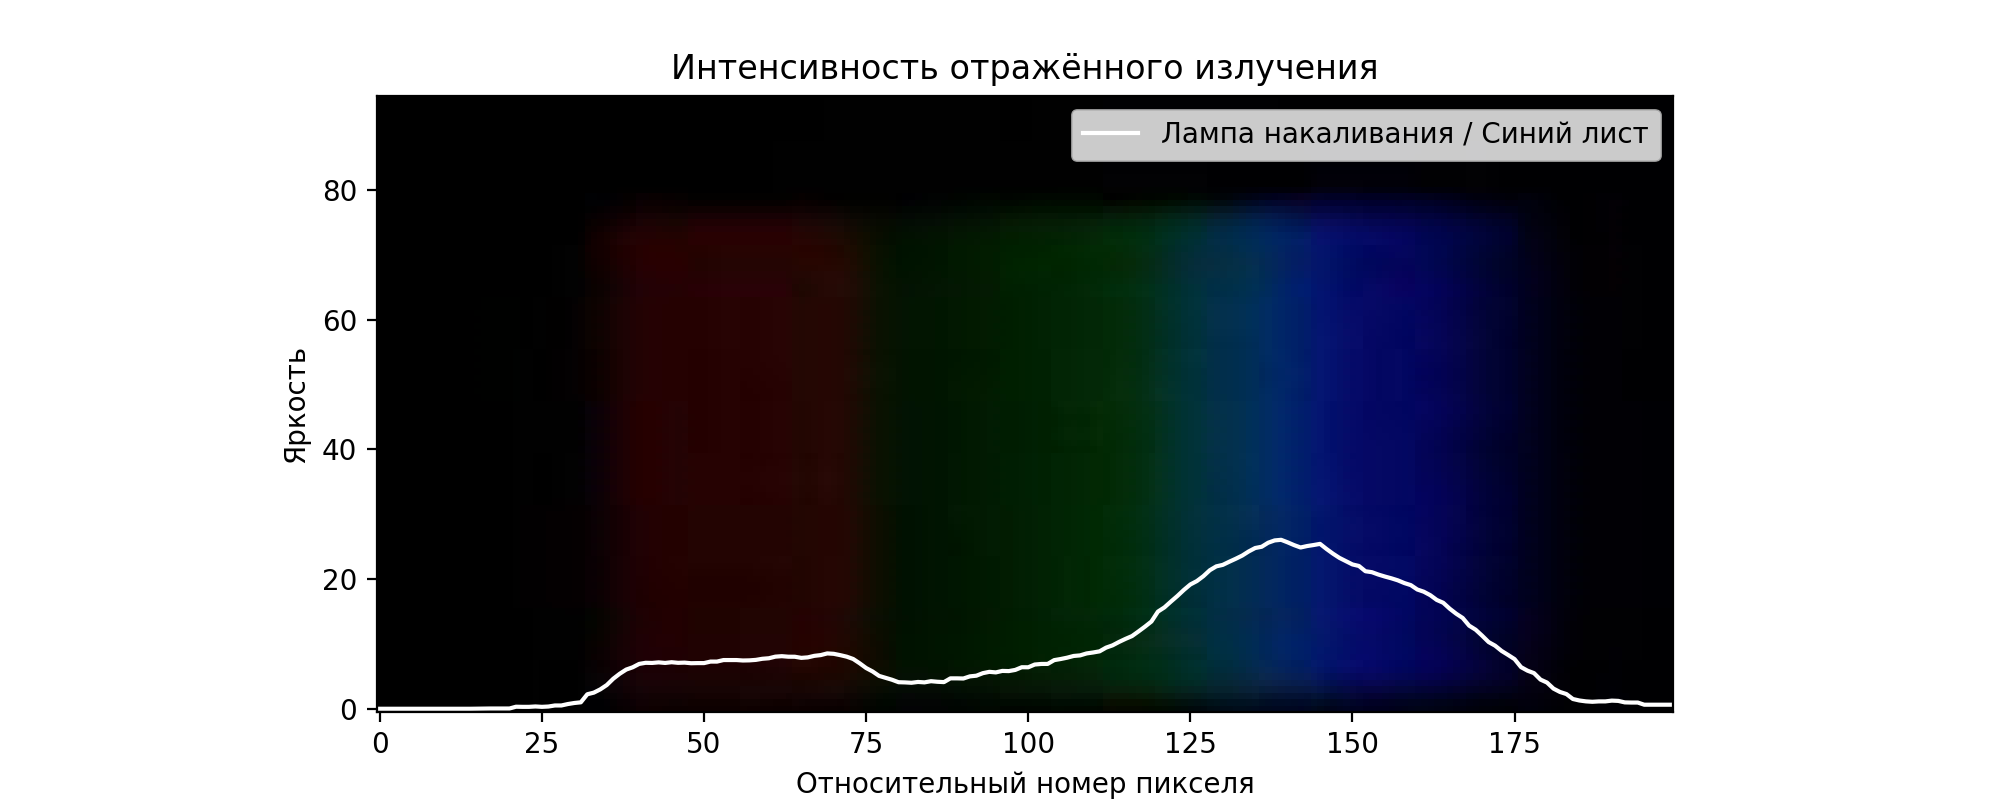 Интенсивность отражённого излучения
Лампа накаливания / Синий лист
80
60
40
20
0
Яркость
0 25 50 75 100 125 150 175
Относительный номер пикселя